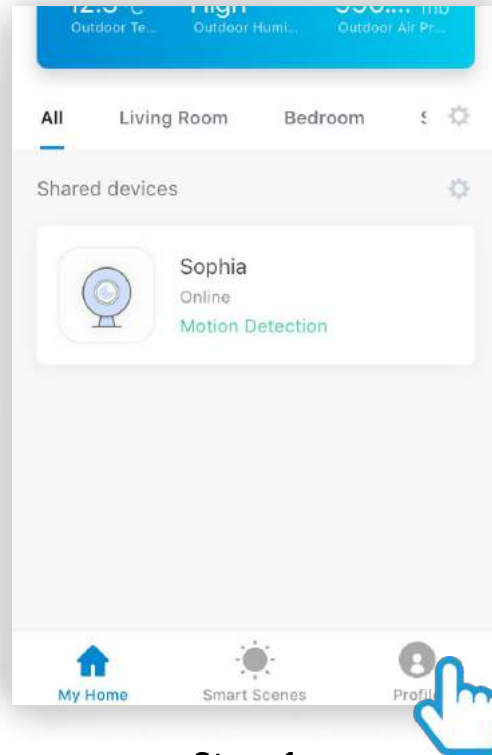 Outdoor Te... Outdoor Humi... Outdoor Air Pr...
All Living Room Bedroom
Shared devices
Sophia
Online
Motion Detection
My Home Smart Scenes